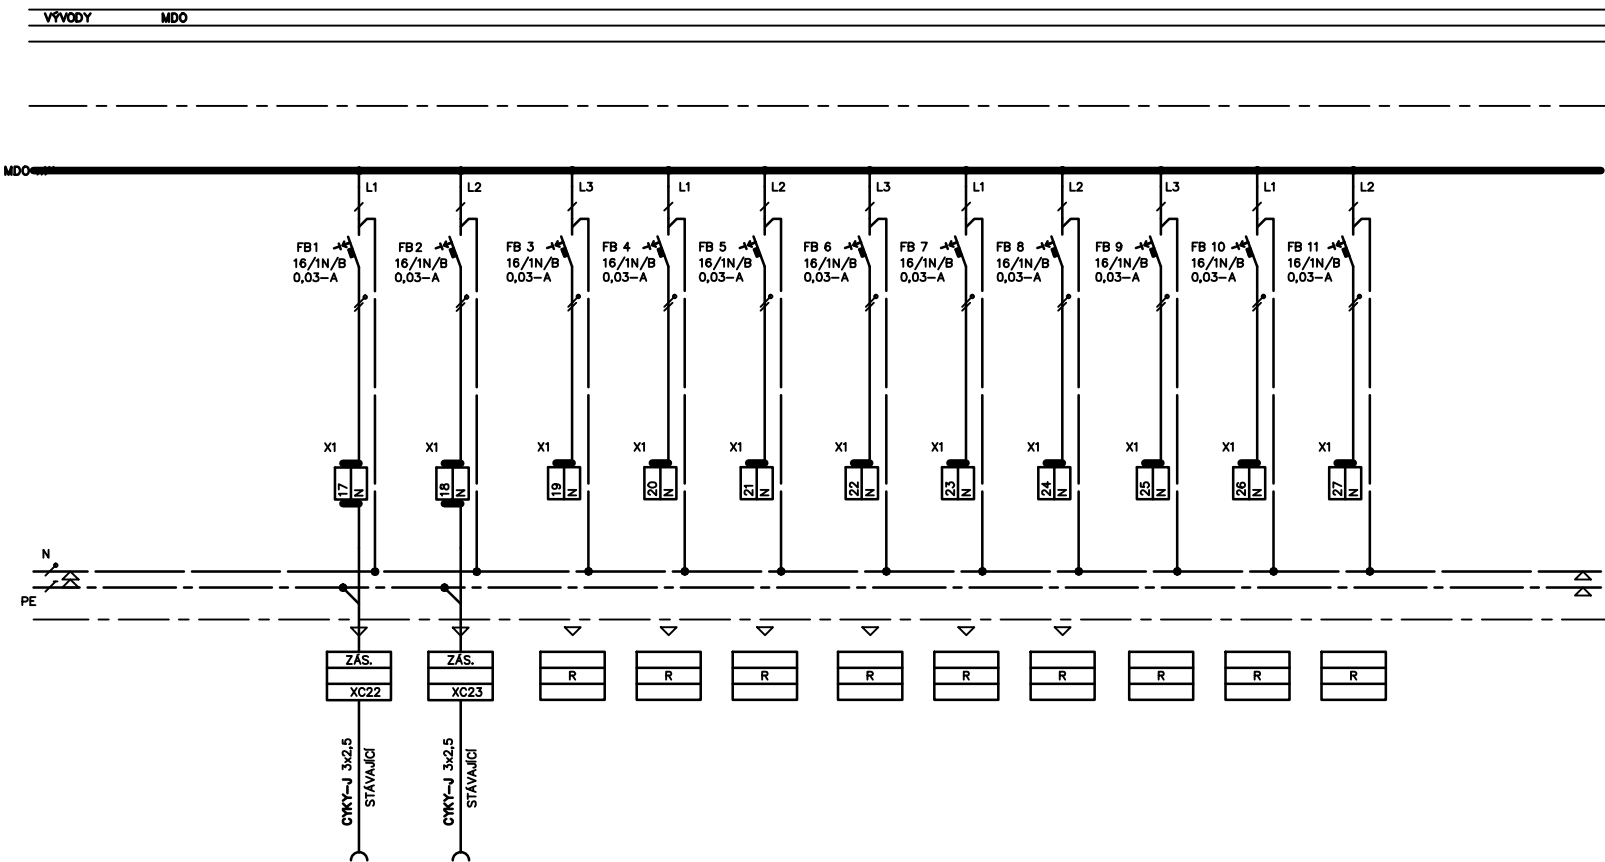 VÝVODY MDO
MDO
L1 L2 L3 L1 L2 L3 L1 L2 L3 L1 L2
FB1 FB2 FB 3 FB 4 FB 5 FB 6 FB 7 FB 8 FB 9 FB 10 FB 11
16/1N/B 16/1N/B 16/1N/B 16/1N/B 16/1N/B 16/1N/B 16/1N/B 16/1N/B 16/1N/B 16/1N/B 16/1N/B
0,03-A 0,03-A 0,03-A 0,03-A 0,03-A 0,03-A 0,03-A 0,03-A 0,03-A 0,03-A 0,03-A
X1 X1 X1 X1 X1 X1 X1 X1 X1 X1 X1
17 N 18 N 19 N 20 N 21 N 22 N 23 N 24 N 25 N 26 N 27 N
N
PE
ZÁS. ZÁS.
R R R R R R R R R
XC22 XC23
CYKY-J 3x2,5
STÁVAJÍCÍ
CYKY-J 3x2,5
STÁVAJÍCÍ